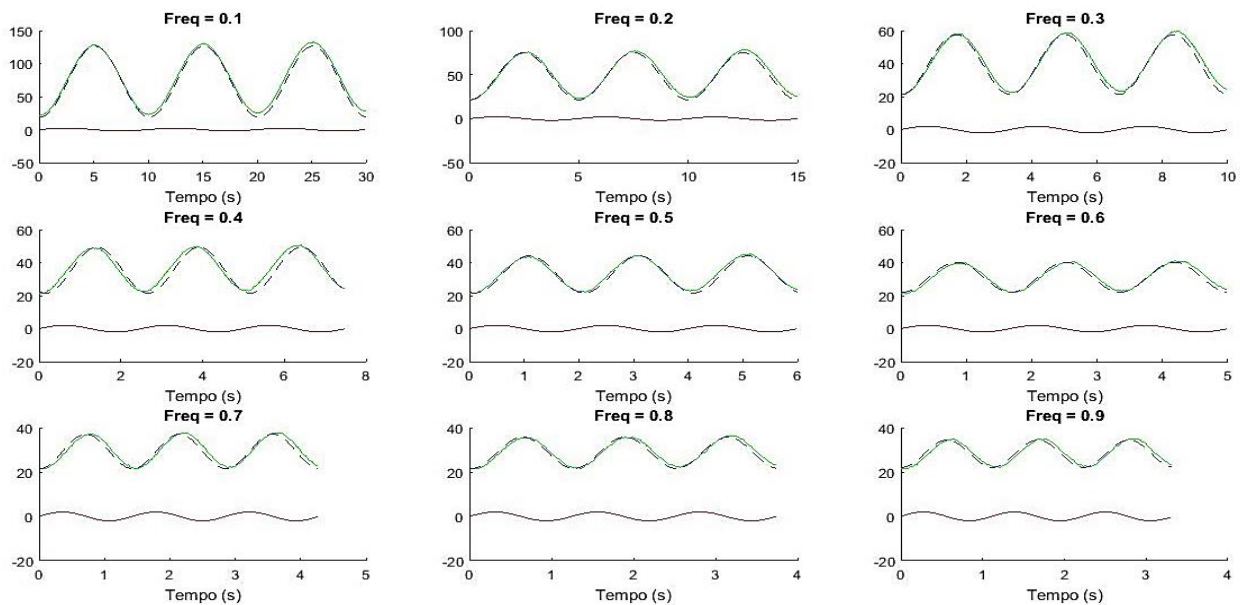 Freq = 0.1
150
100
50
0
-50
0 5 10 15 20 25 30
Tempo (s)
Freq = 0.2
100
50
0
-50
0 5 10 15
Tempo (s)
Freq = 0.3
60
40
20
0
-20
0 2 4 6 8 10
Tempo (s)
Freq = 0.4
60
40
20
0
-20
0 2 4 6 8
Tempo (s)
Freq = 0.5
60
40
20
0
-20
0 1 2 3 4 5 6
Tempo (s)
Freq = 0.6
60
40
20
0
-20
0 1 2 3 4 5
Tempo (s)
Freq = 0.7
40
20
0
-20
0 1 2 3 4 5
Tempo (s)
Freq = 0.8
40
20
0
-20
0 1 2 3 4
Tempo (s)
Freq = 0.9
40
20
0
-20
0 1 2 3 4
Tempo (s)